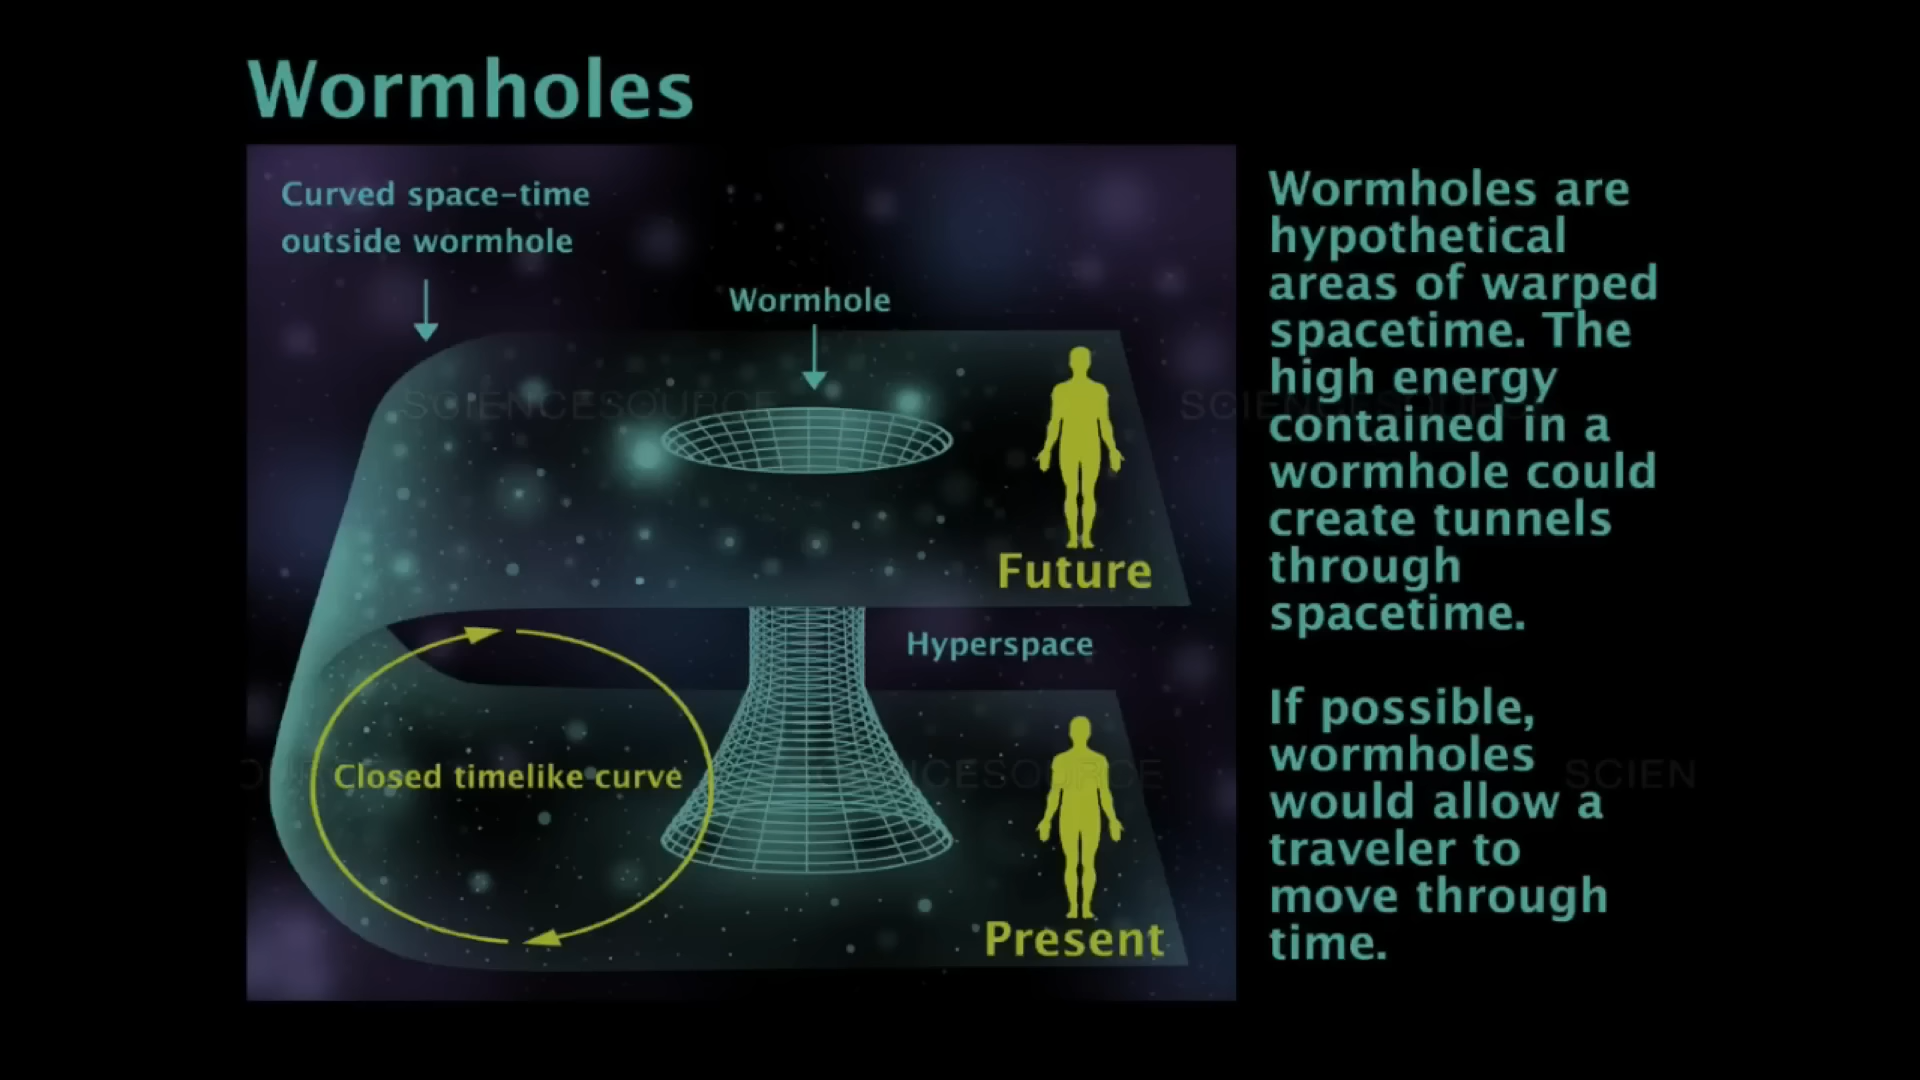 Wormholes
Curved space-time
outside wormhole
Wormhole
SCIENCESOURCE
Future
Hyperspace
Closed timelike curve
Present
Wormholes are
hypothetical
areas of warped
spacetime. The
high energy
contained in a
wormhole could
create tunnels
through
spacetime.
If possible,
wormholes
would allow a
traveler to
move through
time.
SCIEN